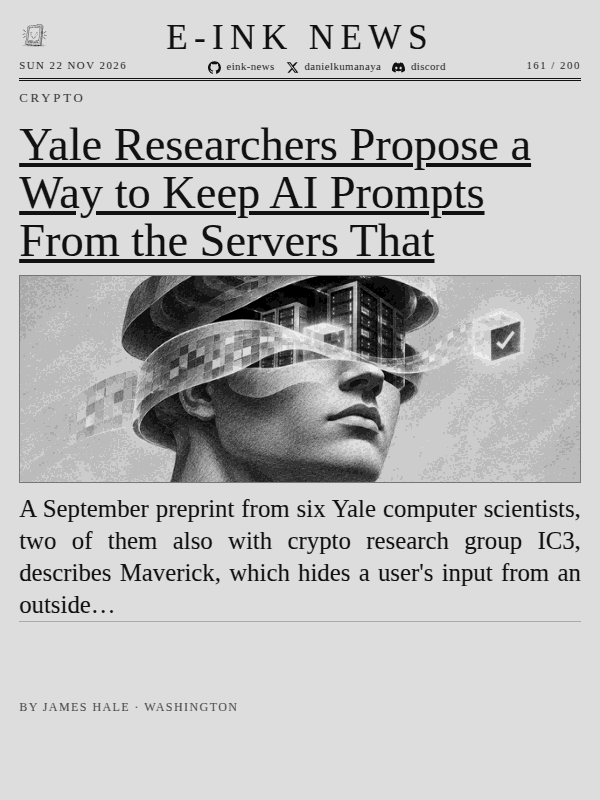 E-INK NEWS
SUN 22 NOV 2026
eink-news danielkumanaya discord
161 / 200
CRYPTO
Yale Researchers Propose a
Way to Keep AI Prompts
From the Servers That
A September preprint from six Yale computer scientists,
two of them also with crypto research group IC3,
describes Maverick, which hides a user's input from an
outside…
BY JAMES HALE · WASHINGTON